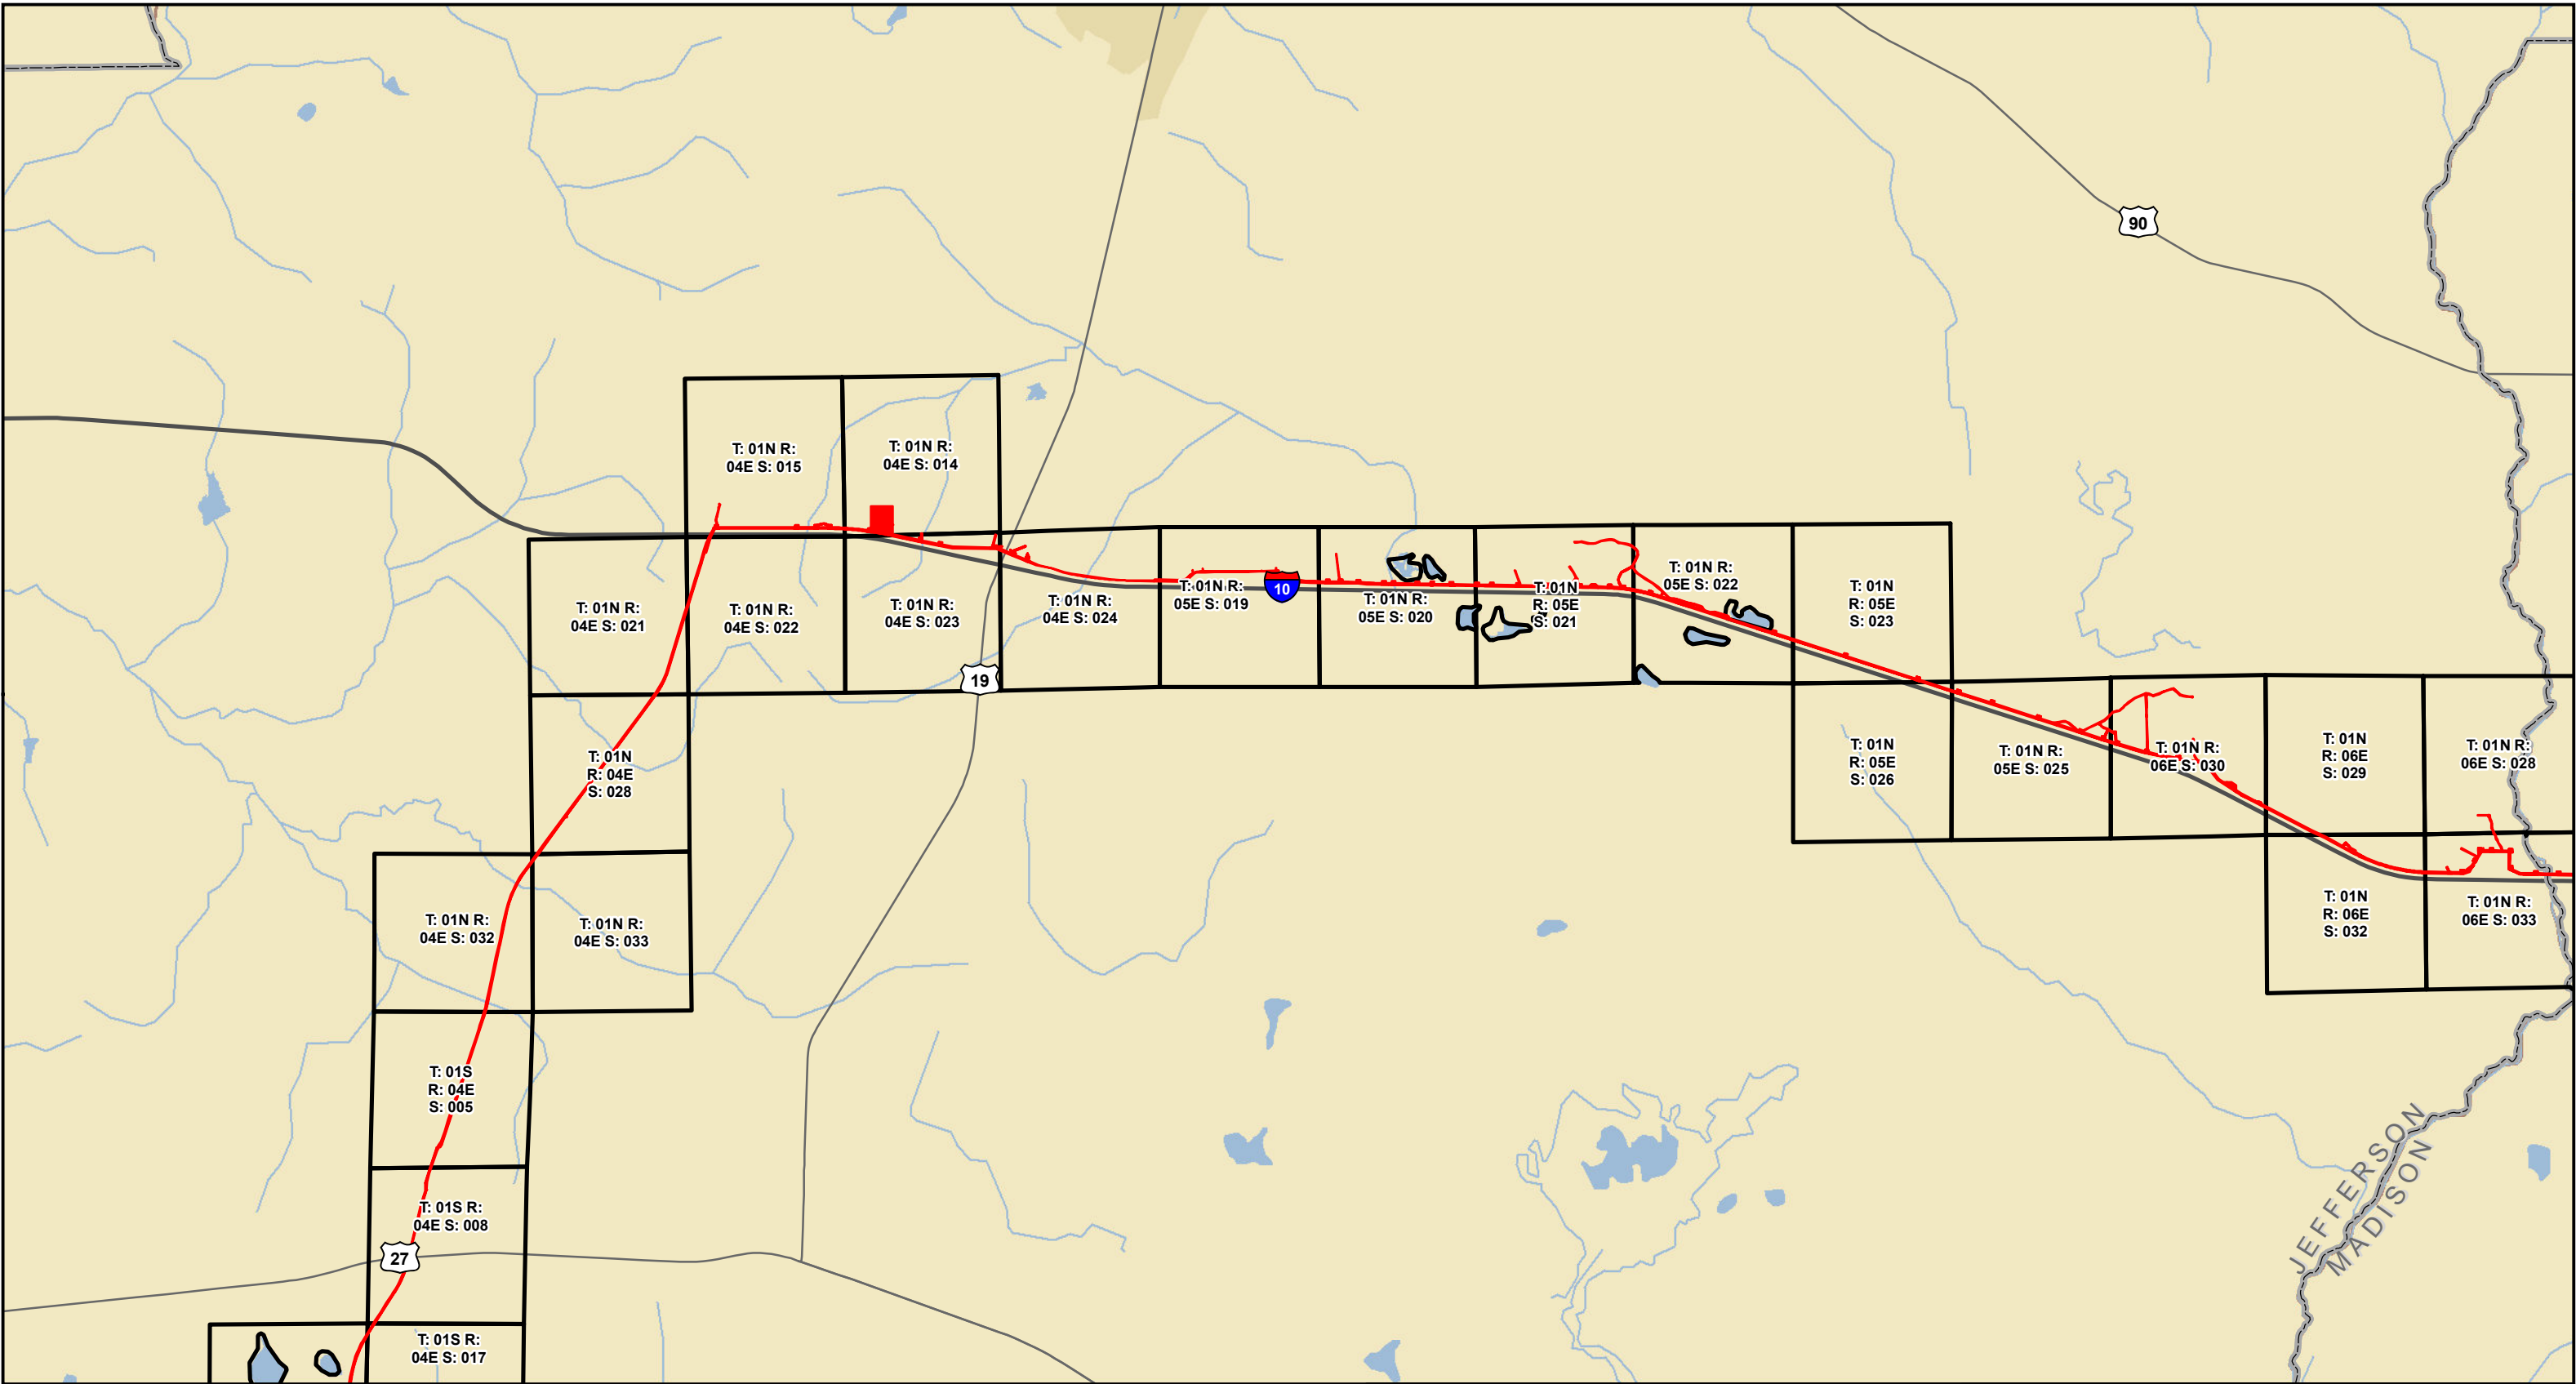 90
T: 01N R:
04E S: 015
T: 01N R:
04E S: 014
T: 01N R:
04E S: 021
T: 01N R:
04E S: 022
T: 01N R:
04E S: 023
T: 01N R:
04E S: 024
T: 01N R:
05E S: 019
10
T: 01N R:
05E S: 020
T: 01N
R: 05E
S: 021
T: 01N R:
05E S: 022
T: 01N
R: 05E
S: 023
19
T: 01N
R: 04E
S: 028
T: 01N
R: 05E
S: 026
T: 01N R:
05E S: 025
T: 01N R:
06E S: 030
T: 01N
R: 06E
S: 029
T: 01N R:
06E S: 028
T: 01N R:
04E S: 032
T: 01N R:
04E S: 033
T: 01N
R: 06E
S: 032
T: 01N R:
06E S: 033
T: 01S
R: 04E
S: 005
T: 01S R:
04E S: 008
27
JEFFERSON
MADISON
T: 01S R:
04E S: 017